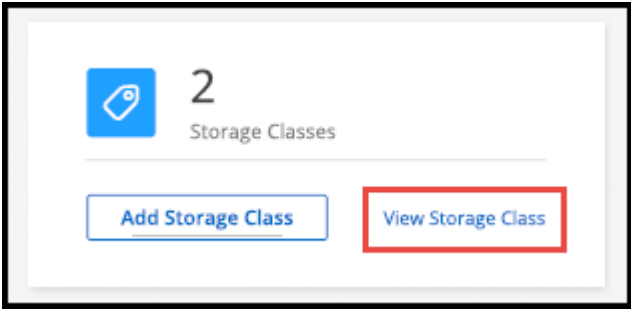 2
Storage Classes
Add Storage Class
View Storage Class